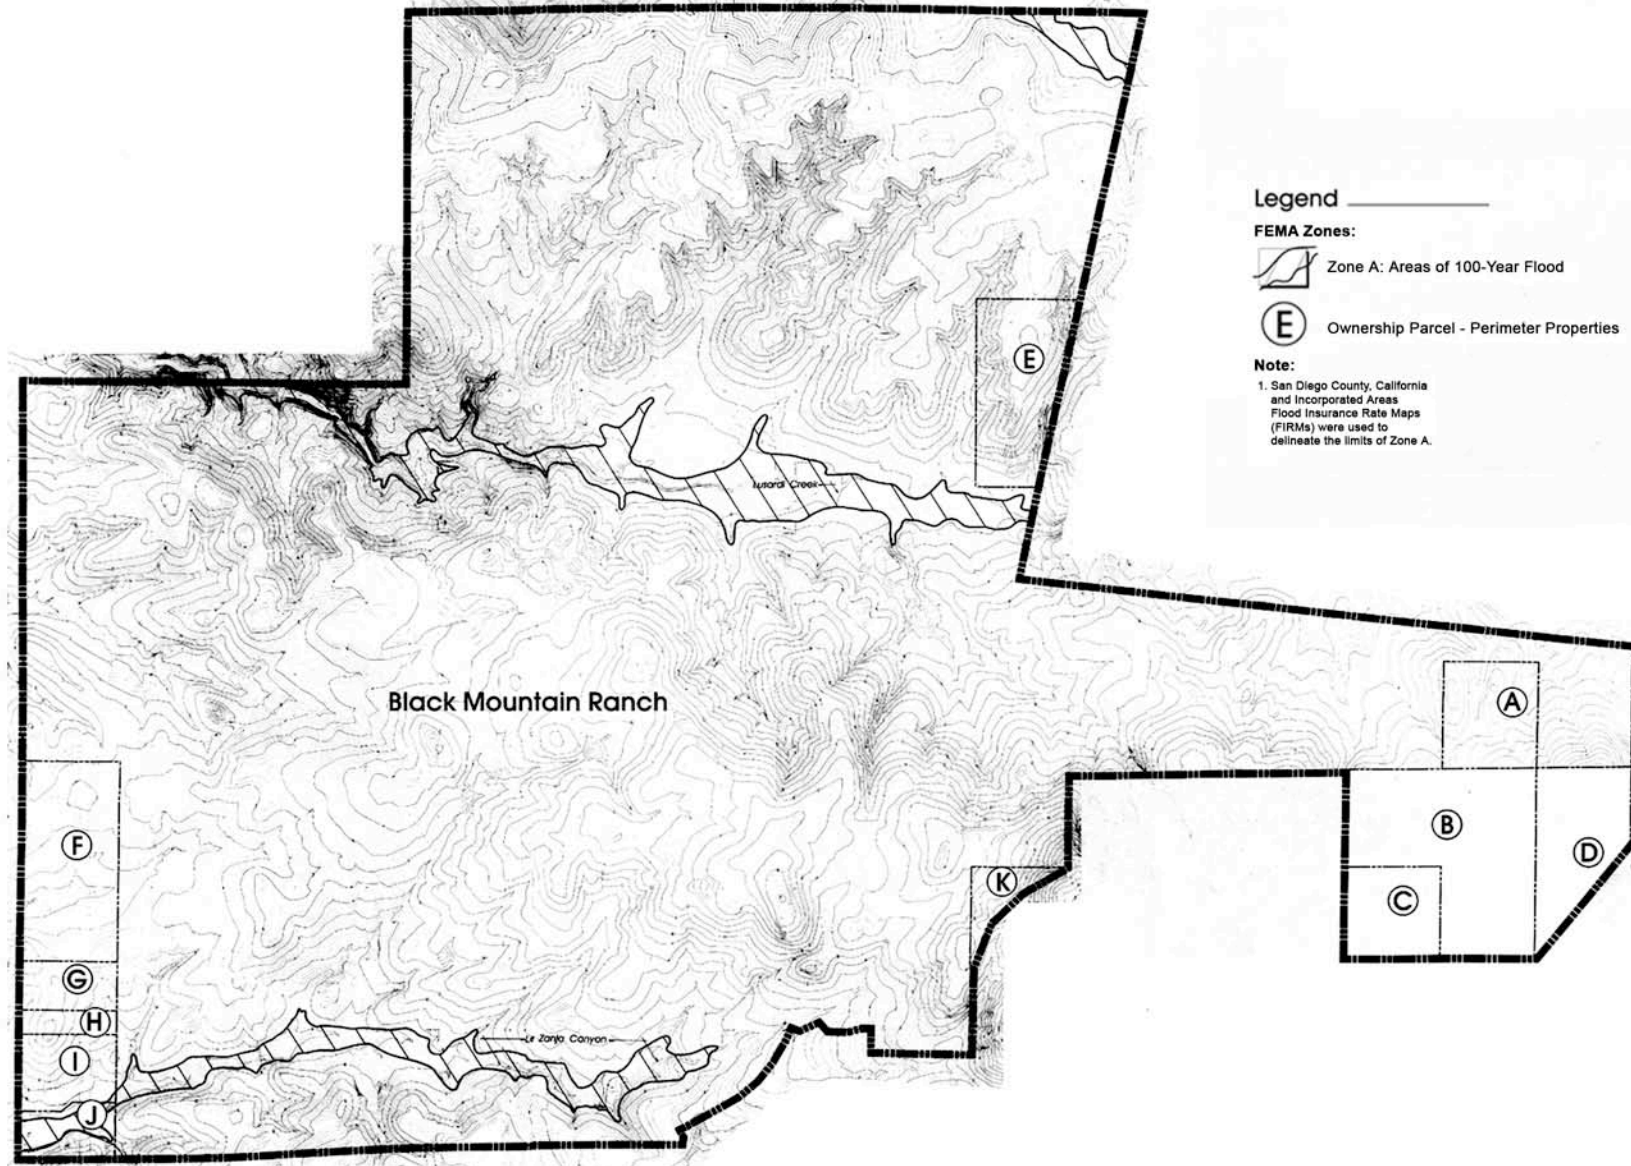 Legend
FEMA Zones:
Zone A: Areas of 100-Year Flood
E
Ownership Parcel - Perimeter Properties
Note:
1. San Diego County, California
and Incorporated Areas
Flood Insurance Rate Maps
(FIRMs) were used to
delineate the limits of Zone A.
E
Lusardi Creek
Black Mountain Ranch
A
B
D
C
F
K
G
H
I
La Zanja Canyon
J